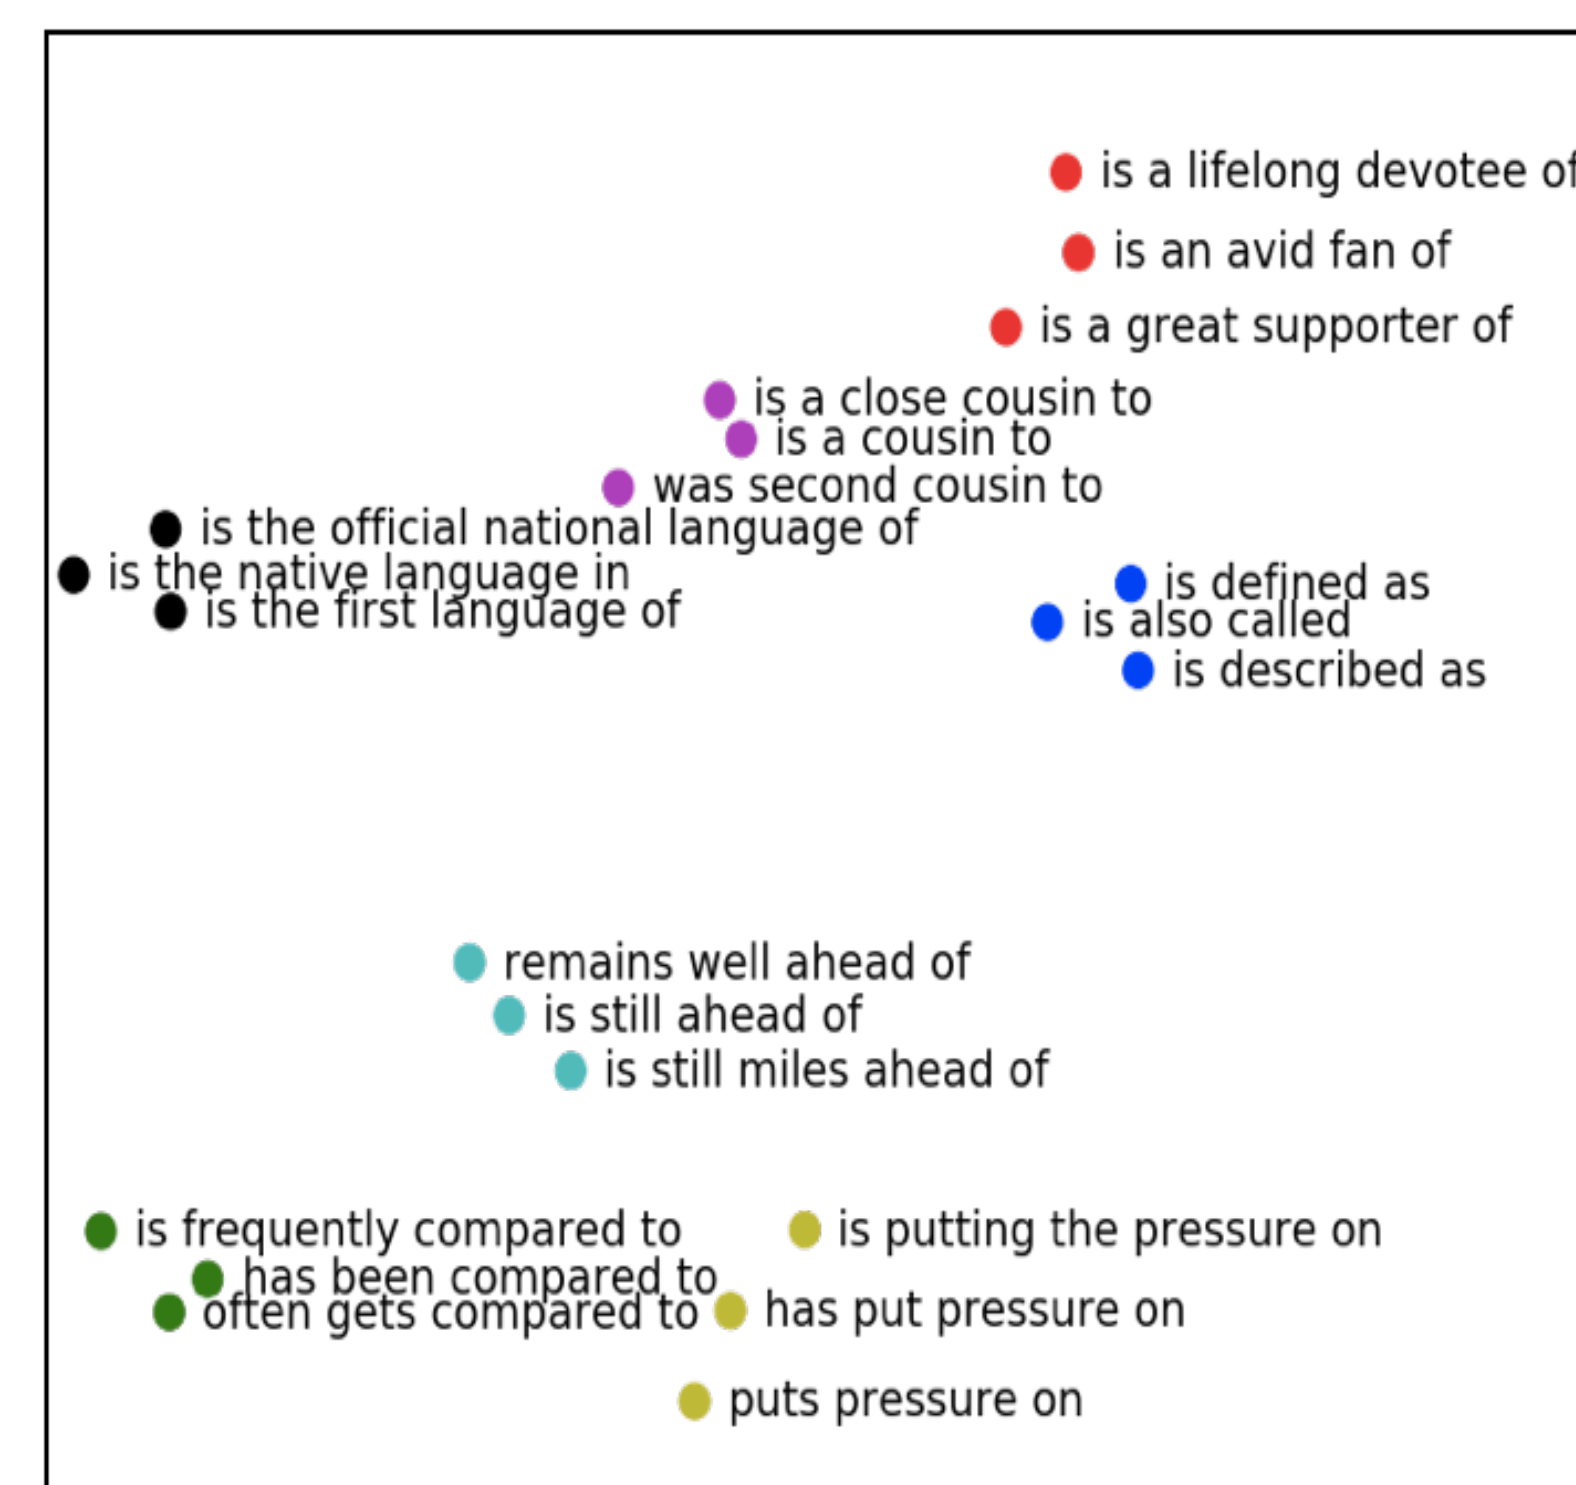 is a lifelong devotee of
is an avid fan of
is a great supporter of
is a close cousin to
is a cousin to
was second cousin to
is the official national language of
is the native language in
is defined as
is the first language of
is also called
is described as
remains well ahead of
is still ahead of
is still miles ahead of
is frequently compared to
is putting the pressure on
has been compared to
often gets compared to
has put pressure on
puts pressure on